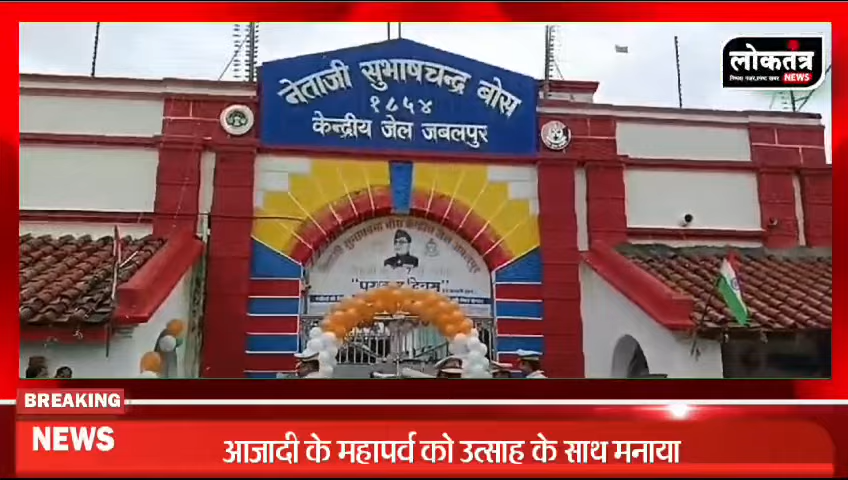 लोकतंत्र
NEWS
नेताजी सुभाषचन्द्र बोस
१८५४
केन्द्रीय जेल जबलपुर
BREAKING
NEWS
आजादी के महापर्व को उत्साह के साथ मनाया